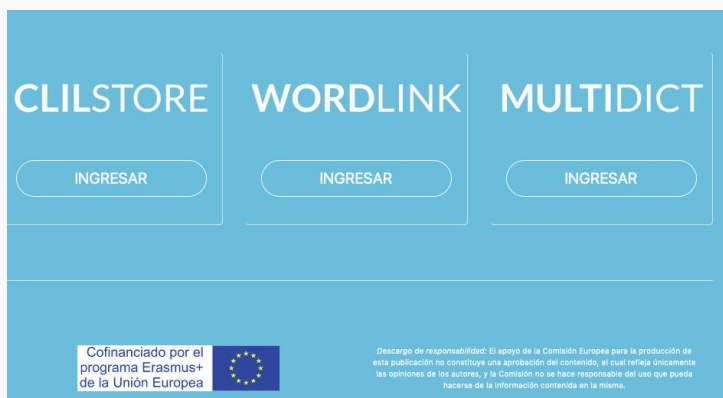 CLILSTORE
WORDLINK
MULTIDICT
INGRESAR
INGRESAR
INGRESAR
Cofinanciado por el
programa Erasmus+
de la Unión Europea
Descargo de responsabilidad: El apoyo de la Comisión Europea para la producción de
esta publicación no constituye una aprobación del contenido, el cual refleja únicamente
las opiniones de los autores, y la Comisión no se hace responsable del uso que pueda
hacerse de la información contenida en la misma.